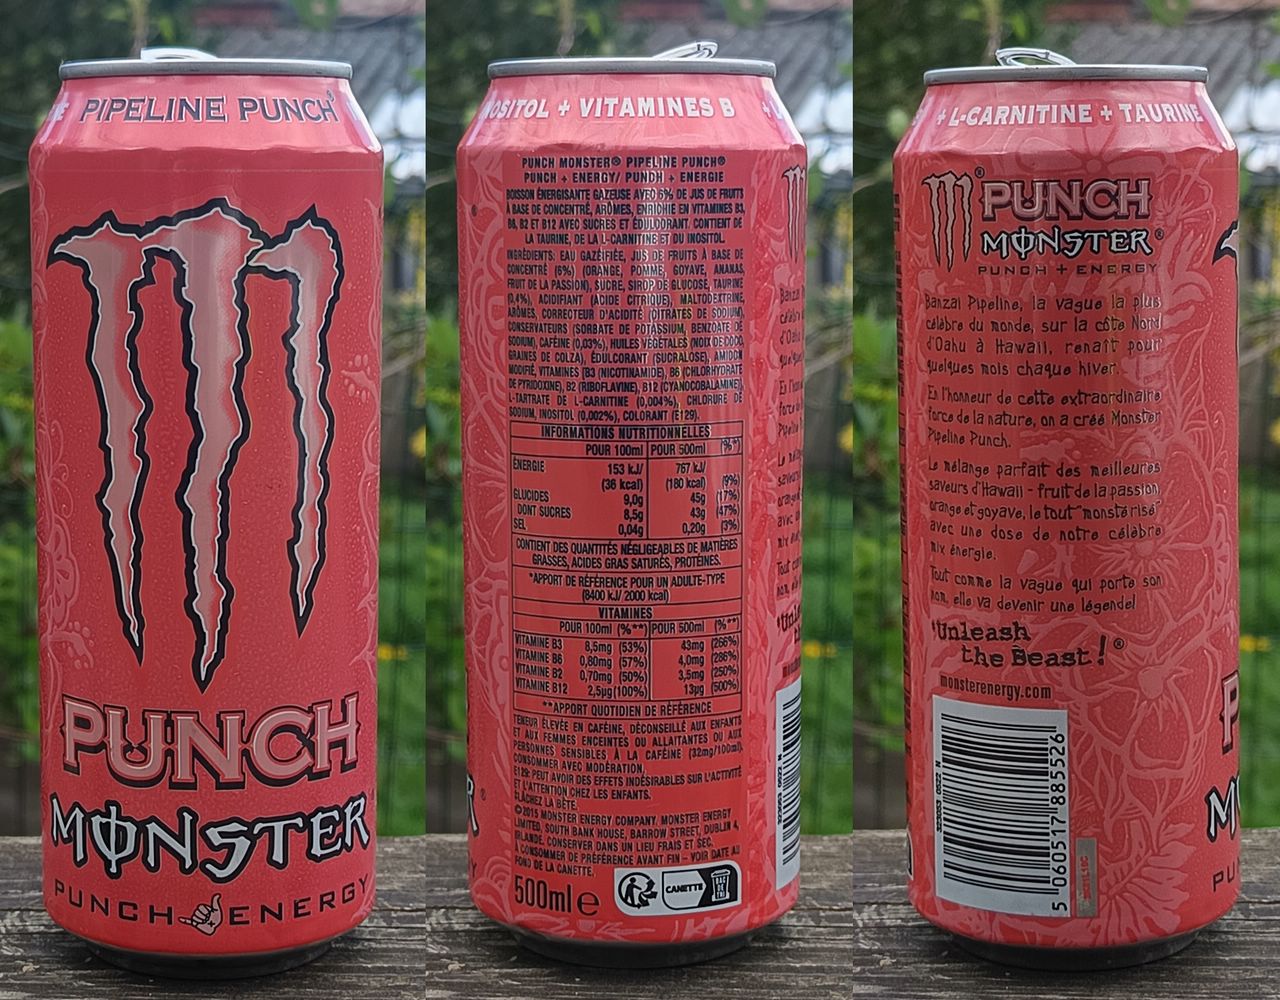 PIPELINE PUNCH®
PUNCH
MONSTER
PUNCH ENERGY
NOSITOL + VITAMINES B
PUNCH MONSTER® PIPELINE PUNCH®
PUNCH + ENERGY/ PUNDH + ENERGIE
BOISSON ÉNERGISANTE GAZEUSE AVEC 6% DE JUS DE FRUITS
À BASE DE CONCENTRÉ, ARÔMES, ENRICHIE EN VITAMINES B3,
B6, B2 ET B12 AVEC SUCRES ET ÉDULCORANT. CONTIENT DE
LA TAURINE, DE LA L-CARNITINE ET DU INOSITOL.
INGRÉDIENTS: EAU GAZÉIFIÉE, JUS DE FRUITS À BASE DE
CONCENTRÉ (6%) (ORANGE, POMME, GOYAVE, ANANAS,
FRUIT DE LA PASSION), SUCRE, SIROP DE GLUCOSE, TAURINE
(0,4%), ACIDIFIANT (ACIDE CITRIQUE), MALTODEXTRINE,
ARÔMES, CORRECTEUR D'ACIDITÉ (CITRATES DE SODIUM),
CONSERVATEURS (SORBATE DE POTASSIUM, BENZOATE DE
SODIUM), CAFÉINE (0,03%), HUILES VÉGÉTALES (NOIX DE COCO,
GRAINES DE COLZA), ÉDULCORANT (SUCRALOSE), AMIDON
MODIFIÉ, VITAMINES [B3 (NICOTINAMIDE), B6 (CHLORHYDRATE
DE PYRIDOXINE), B2 (RIBOFLAVINE), B12 (CYANOCOBALAMINE)],
L-TARTRATE DE L-CARNITINE (0,004%), CHLORURE DE
SODIUM, INOSITOL (0,002%), COLORANT (E129).
INFORMATIONS NUTRITIONNELLES
POUR 100ml POUR 500ml (%*)
ÉNERGIE 153 kJ/ 767 kJ/
(36 kcal) (180 kcal) (9%)
GLUCIDES 9,0g 45g (17%)
DONT SUCRES 8,5g 43g (47%)
SEL 0,04g 0,20g (3%)
CONTIENT DES QUANTITÉS NÉGLIGEABLES DE MATIÈRES
GRASSES, ACIDES GRAS SATURÉS, PROTÉINES.
*APPORT DE RÉFÉRENCE POUR UN ADULTE-TYPE
(8400 kJ/ 2000 kcal)
VITAMINES
POUR 100ml (%**) POUR 500ml (%**)
VITAMINE B3 8,5mg (53%) 43mg (266%)
VITAMINE B6 0,80mg (57%) 4,0mg (286%)
VITAMINE B2 0,70mg (50%) 3,5mg (250%)
VITAMINE B12 2,5µg (100%) 13µg (500%)
**APPORT QUOTIDIEN DE RÉFÉRENCE
TENEUR ÉLEVÉE EN CAFÉINE, DÉCONSEILLÉ AUX ENFANTS
ET AUX FEMMES ENCEINTES OU ALLAITANTES OU AUX
PERSONNES SENSIBLES À LA CAFÉINE (32mg/100ml).
CONSOMMER AVEC MODÉRATION.
E129: PEUT AVOIR DES EFFETS INDÉSIRABLES SUR L'ACTIVITÉ
ET L'ATTENTION CHEZ LES ENFANTS.
LÂCHEZ LA BÊTE.
©2015 MONSTER ENERGY COMPANY. MONSTER ENERGY
LIMITED, SOUTH BANK HOUSE, BARROW STREET, DUBLIN 4,
IRLANDE. CONSERVER DANS UN LIEU FRAIS ET SEC.
À CONSOMMER DE PRÉFÉRENCE AVANT FIN - VOIR DATE AU
FOND DE LA CANETTE.
500ml e
CANETTE BAC DE TRI
+ L-CARNITINE + TAURINE
PUNCH
MONSTER®
PUNCH + ENERGY
Banzai Pipeline, la vague la plus
célèbre du monde, sur la côte Nord
d'Oahu à Hawaii, renaît pour
quelques mois chaque hiver.
En l'honneur de cette extraordinaire
force de la nature, on a créé Monster
Pipeline Punch.
Le mélange parfait des meilleures
saveurs d'Hawaii - fruit de la passion,
orange et goyave, le tout "monsterisé"
avec une dose de notre célèbre
mix énergie.
Tout comme la vague qui porte son
nom, elle va devenir une légende!
Unleash
the Beast!®
monsterenergy.com
5 060517 885526